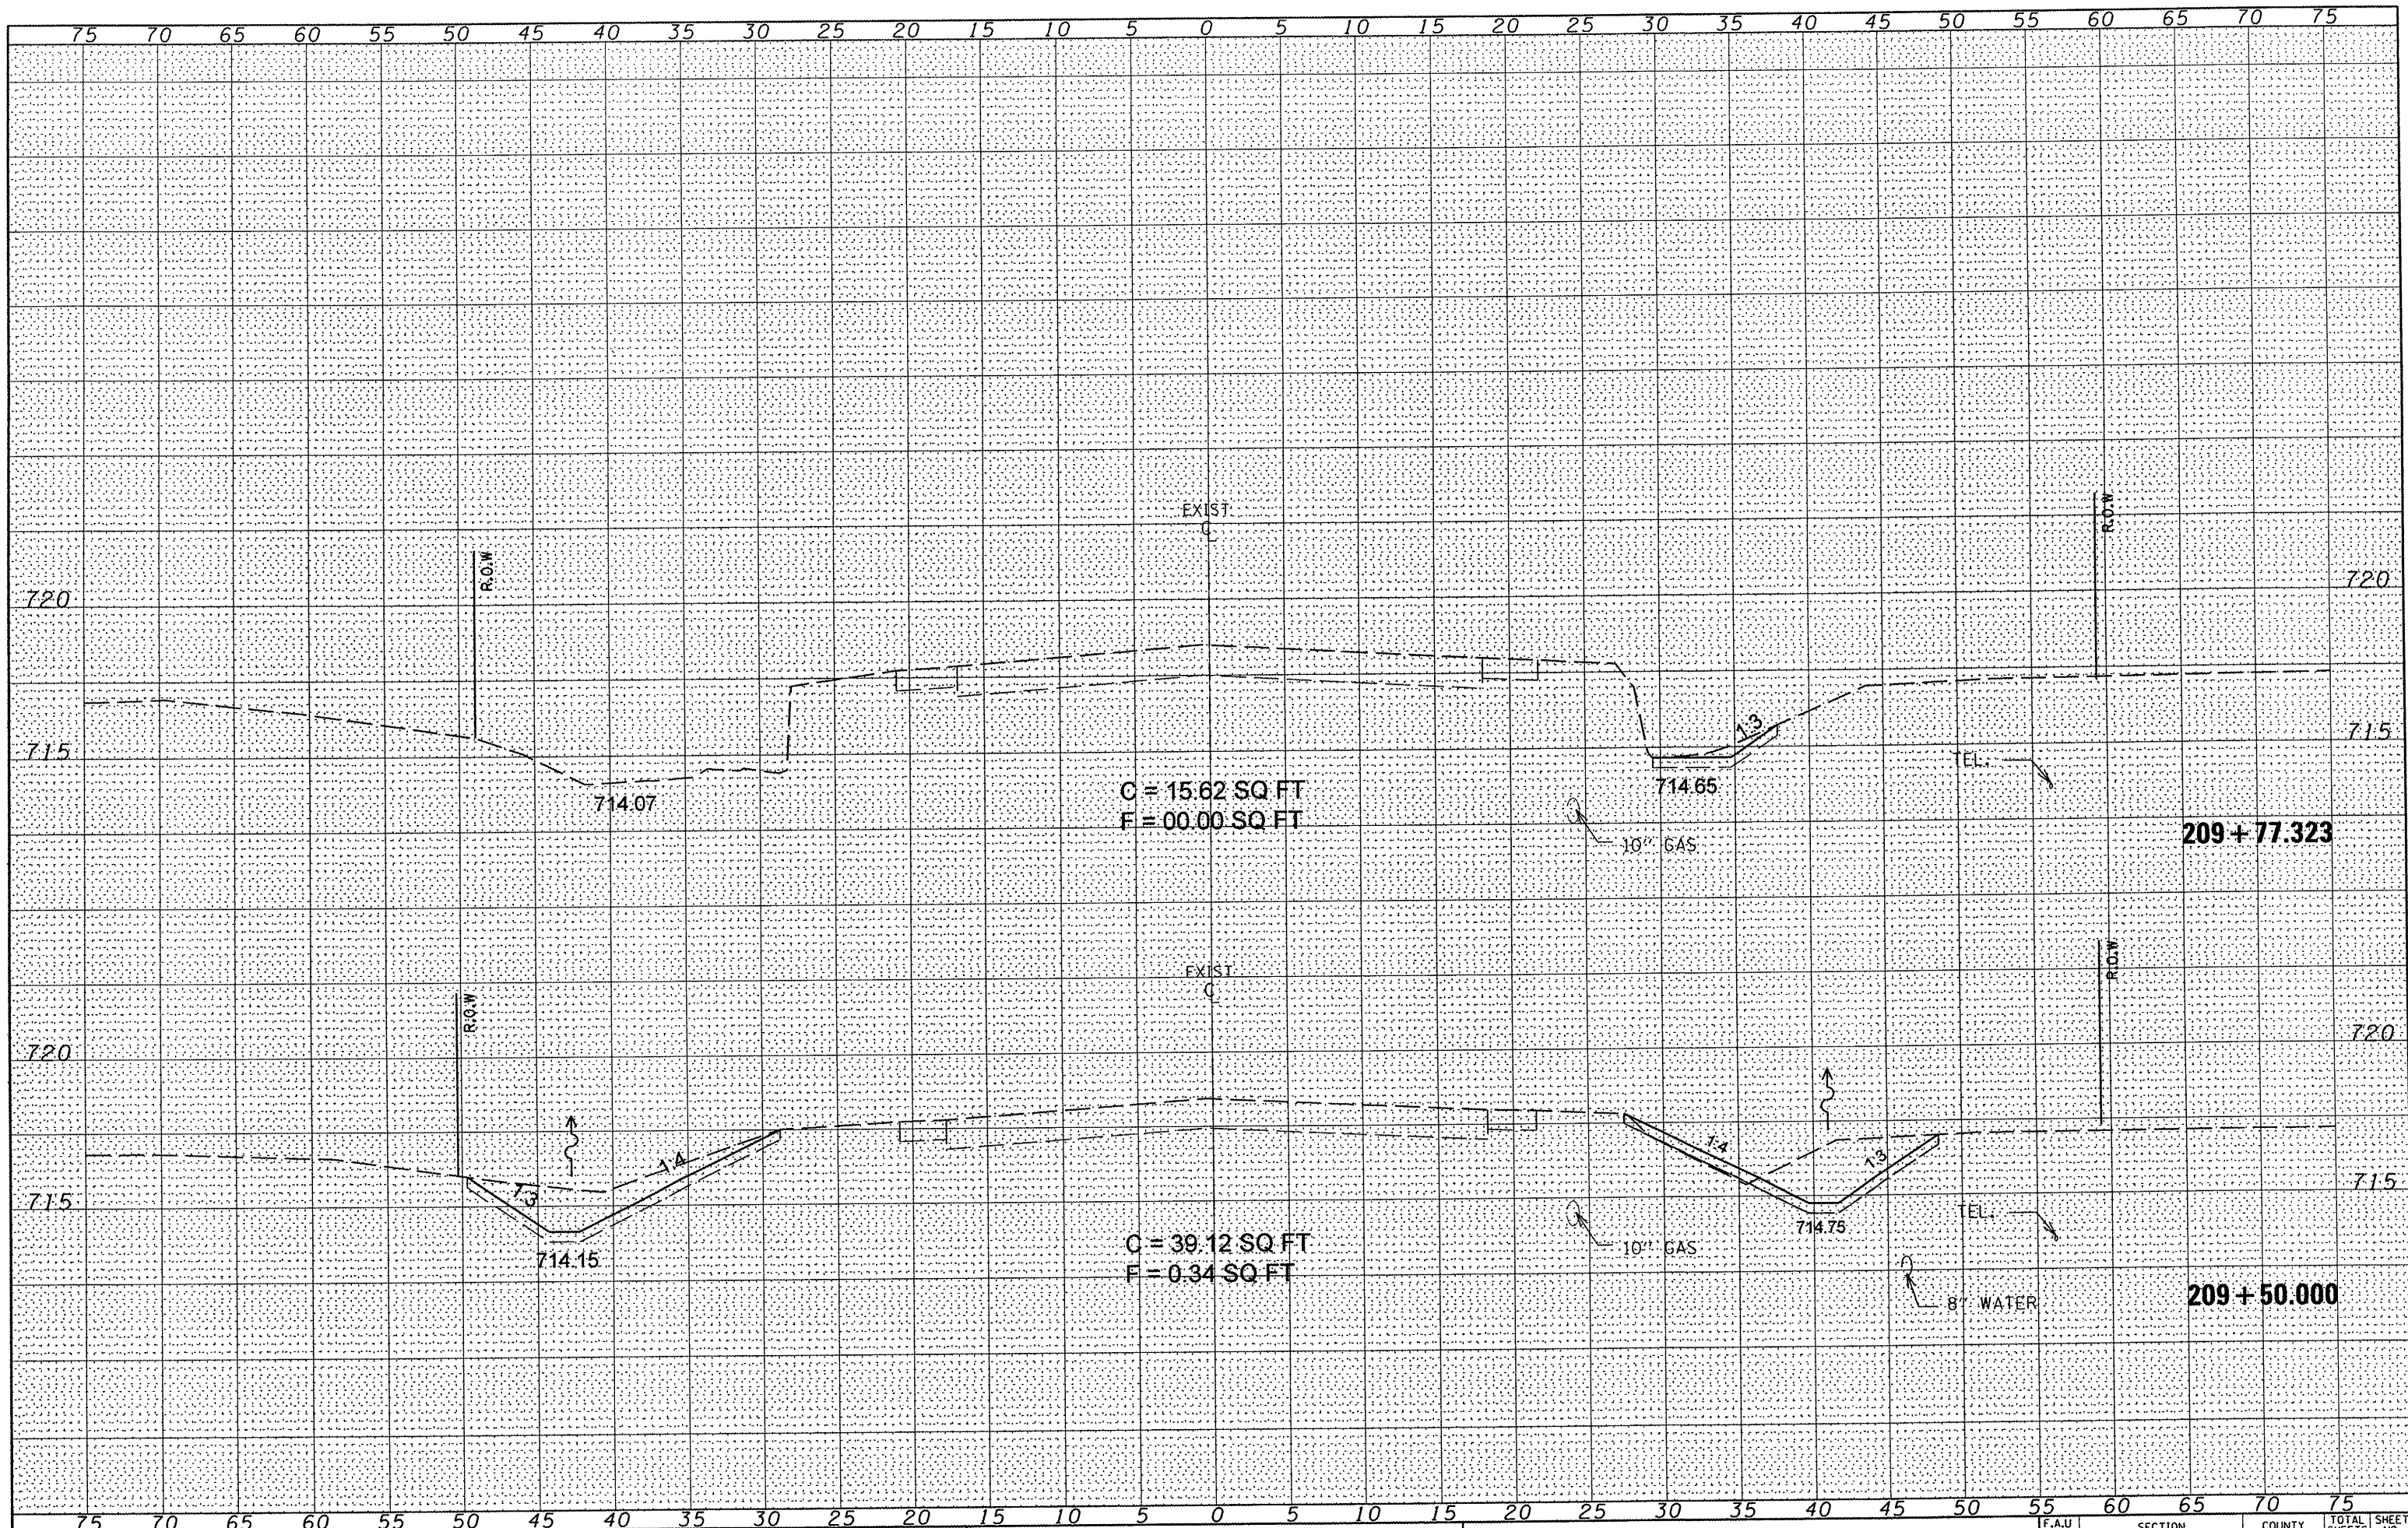 75 70 65 60 55 50 45 40 35 30 25 20 15 10 5 0 5 10 15 20 25 30 35 40 45 50 55 60 65 70 75
EXIST.
C
L
R.O.W
R.O.W
720
720
1:3
715
715
TEL.
714.07
C = 15.62 SQ FT
F = 00.00 SQ FT
714.65
10" GAS
209 + 77.323
EXIST.
C
L
R.O.W
R.O.W
720
720
1:3
1:4
1:4
1:3
715
715
TEL.
714.15
714.75
C = 39.12 SQ FT
F = 0.34 SQ FT
10" GAS
8" WATER
209 + 50.000
75 70 65 60 55 50 45 40 35 30 25 20 15 10 5 0 5 10 15 20 25 30 35 40 45 50 55 60 65 70 75
F.A.U SECTION COUNTY TOTAL SHEET